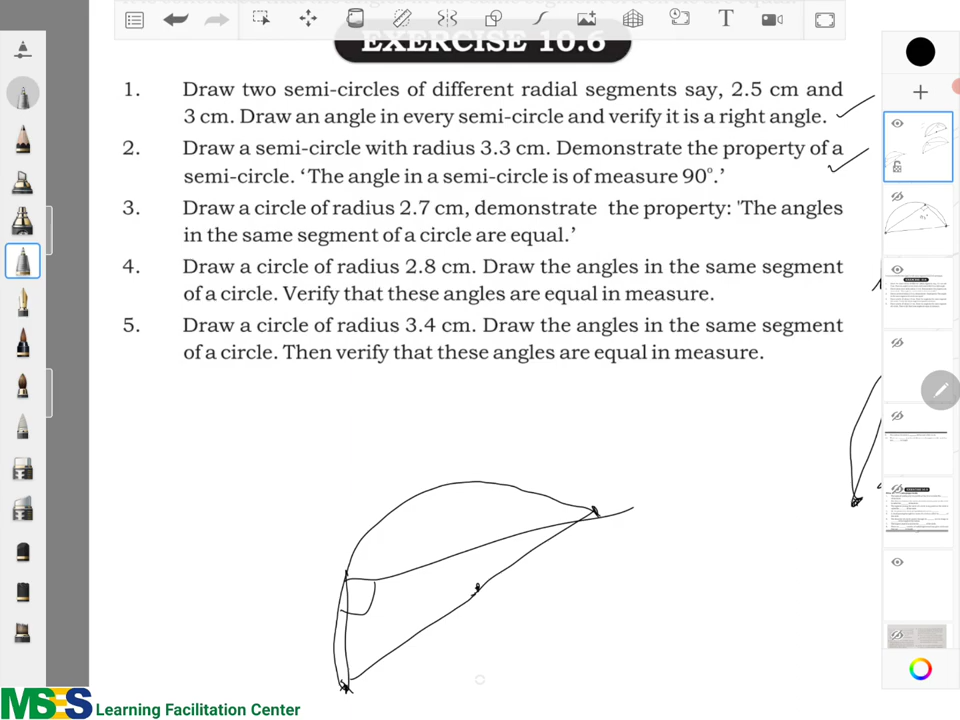 EXERCISE 10.6
1. Draw two semi-circles of different radial segments say, 2.5 cm and
3 cm. Draw an angle in every semi-circle and verify it is a right angle.
2. Draw a semi-circle with radius 3.3 cm. Demonstrate the property of a
semi-circle. ‘The angle in a semi-circle is of measure 90°.’
3. Draw a circle of radius 2.7 cm, demonstrate the property: 'The angles
in the same segment of a circle are equal.’
4. Draw a circle of radius 2.8 cm. Draw the angles in the same segment
of a circle. Verify that these angles are equal in measure.
5. Draw a circle of radius 3.4 cm. Draw the angles in the same segment
of a circle. Then verify that these angles are equal in measure.
MSES Learning Facilitation Center